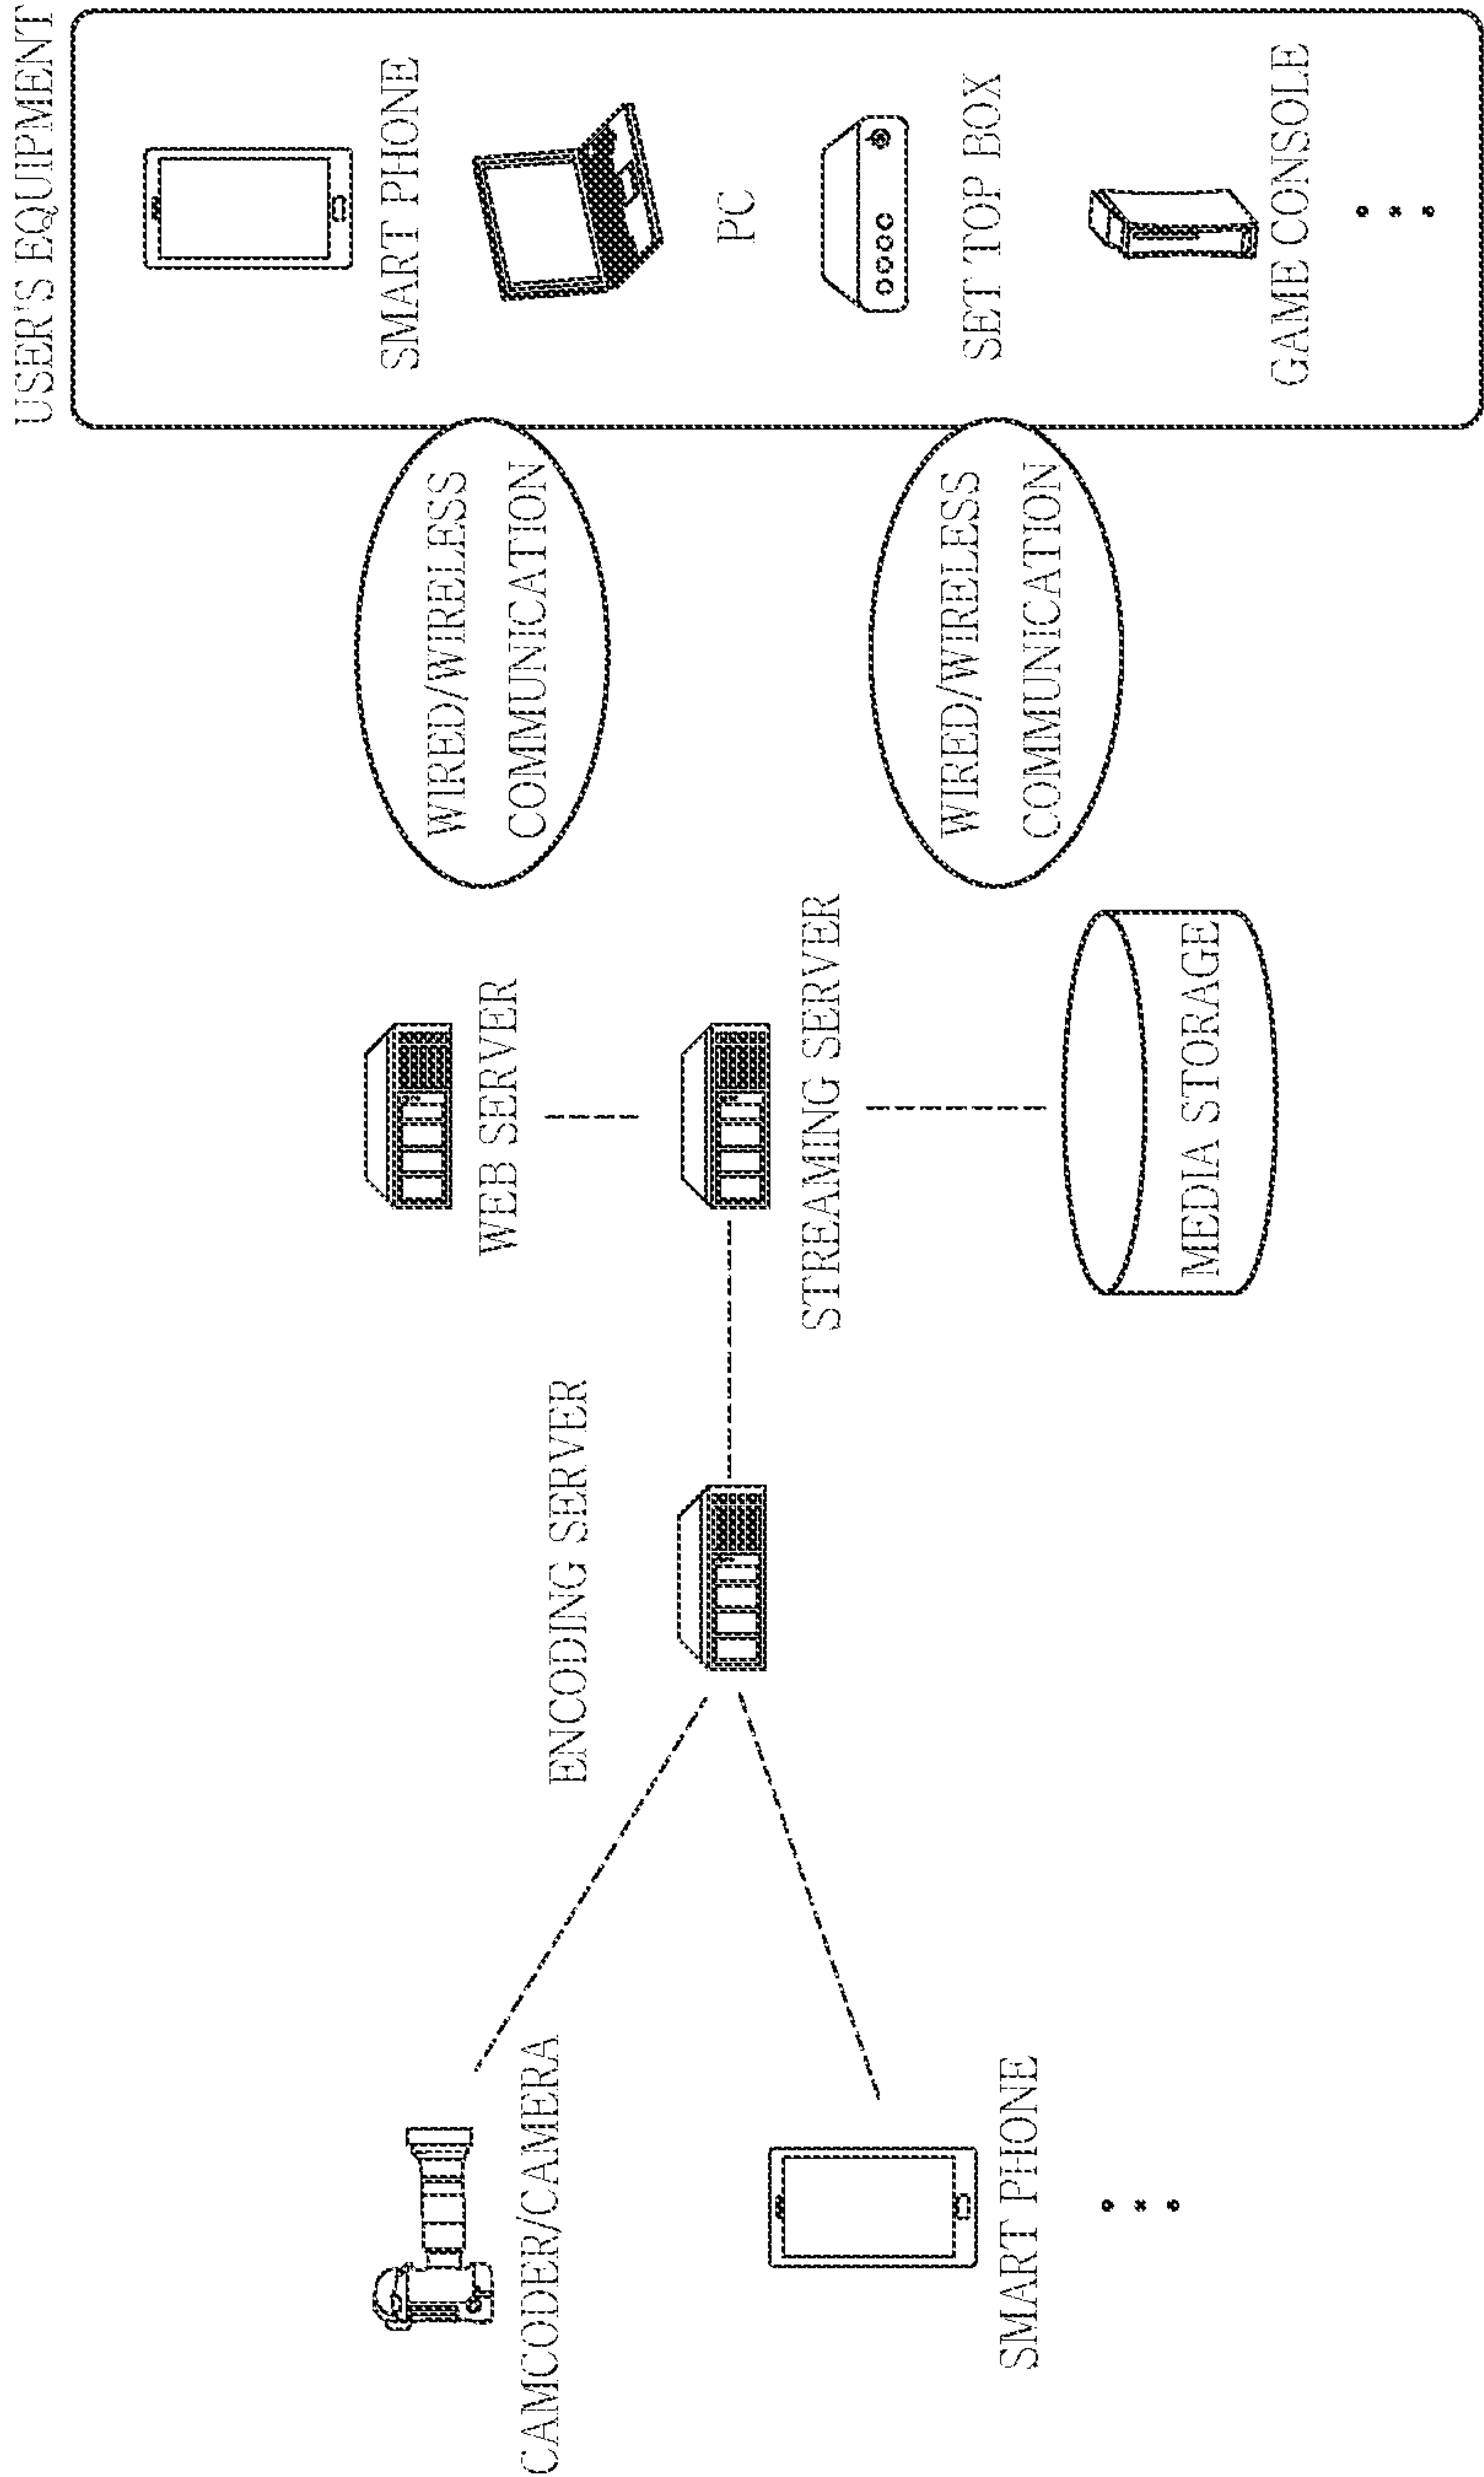 USER'S EQUIPMENT
CAMCODER/CAMERA
SMART PHONE
ENCODING SERVER
WEB SERVER
STREAMING SERVER
MEDIA STORAGE
WIRED/WIRELESS
COMMUNICATION
WIRED/WIRELESS
COMMUNICATION
SMART PHONE
PC
SET TOP BOX
GAME CONSOLE